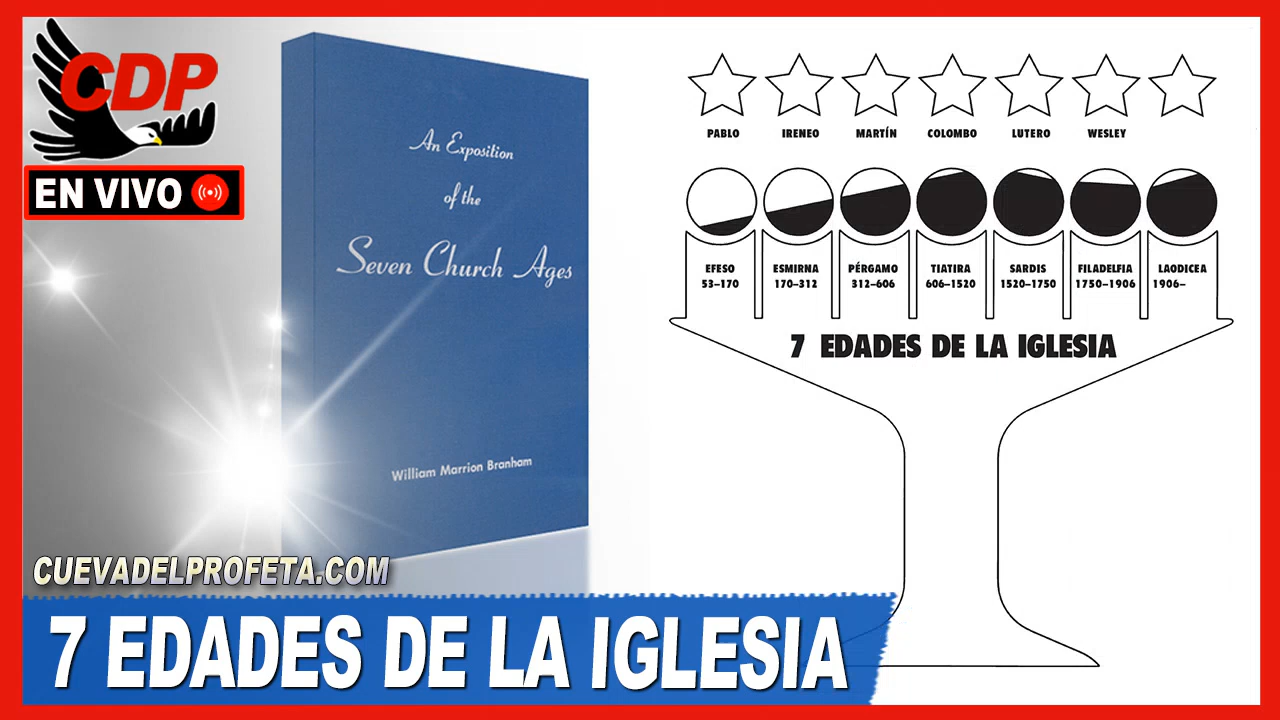 CDP
EN VIVO
An Exposition
of the
Seven Church Ages
William Marrion Branham
CUEVADELPROFETA.COM
7 EDADES DE LA IGLESIA
PABLO IRENEO MARTÍN COLOMBO LUTERO WESLEY
EFESO ESMIRNA PÉRGAMO TIATIRA SARDIS FILADELFIA LAODICEA
53–170 170–312 312–606 606–1520 1520–1750 1750–1906 1906–
7 EDADES DE LA IGLESIA